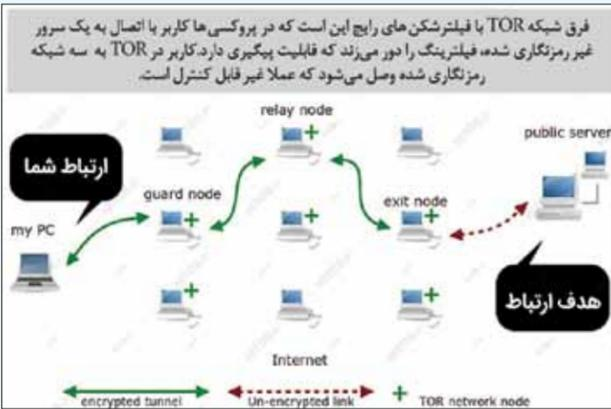 فرق شبکه TOR با فیلترشکن های رایج این است که در پروکسی ها کاربر با اتصال به یک سرور
غیر رمزنگاری شده، فیلترینگ را دور می‌زند که قابلیت پیگیری دارد.کاربر در TOR به سه شبکه
رمزنگاری شده وصل می‌شود که عملا غیر قابل کنترل است.
relay node
public server
ارتباط شما
guard node
exit node
my PC
هدف ارتباط
Internet
encrypted tunnel
Un-encrypted link
TOR network node